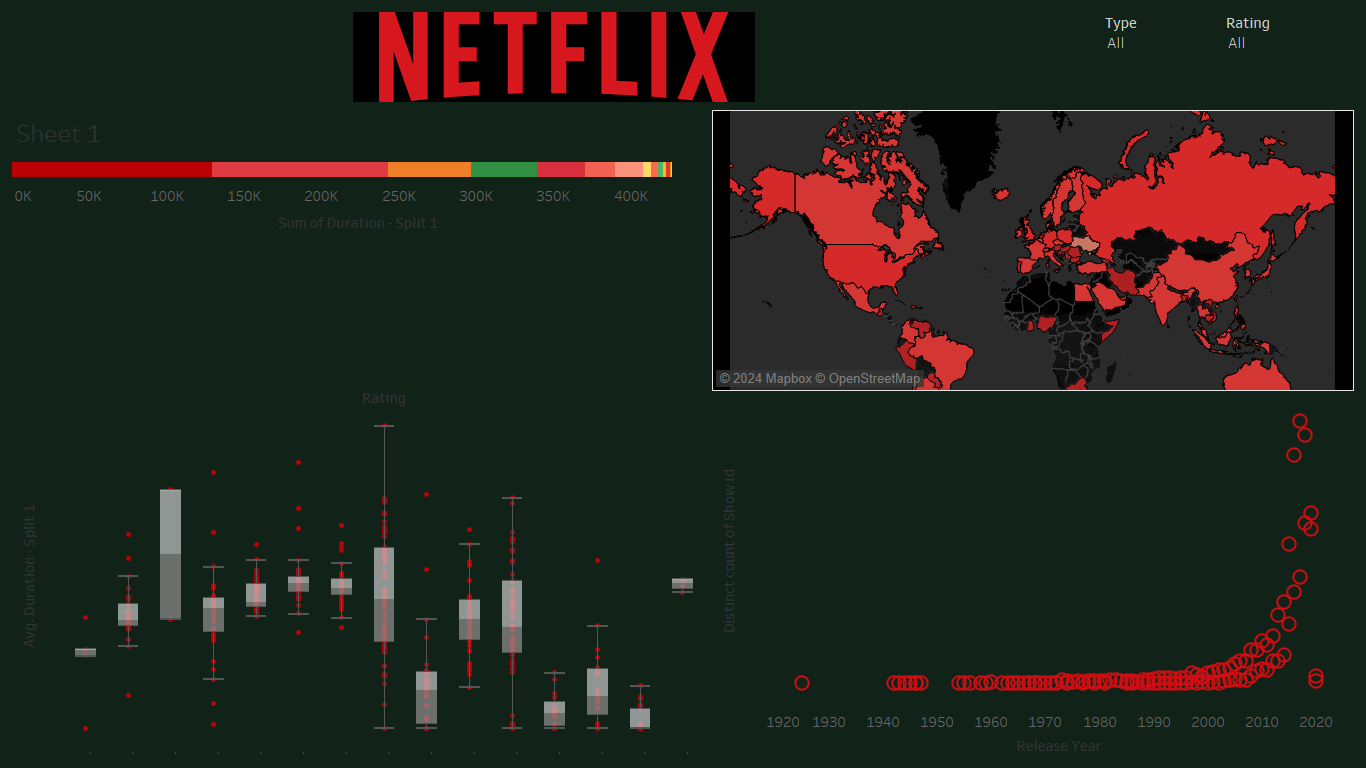 NETFLIX
Type
All
Rating
All
Sheet 1
0K 50K 100K 150K 200K 250K 300K 350K 400K
Sum of Duration - Split 1
© 2024 Mapbox © OpenStreetMap
Rating
Avg. Duration - Split 1
Distinct count of Show Id
1920 1930 1940 1950 1960 1970 1980 1990 2000 2010 2020
Release Year